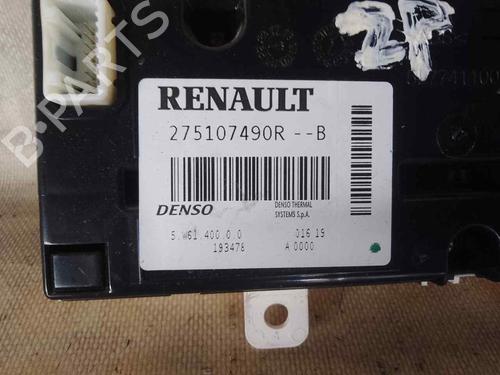 RENAULT
275107490R --B
DENSO
DENSO THERMAL
SYSTEMS S.p.A.
5.W61.400.0.0
016 19
193478
A.0000
B-PARTS